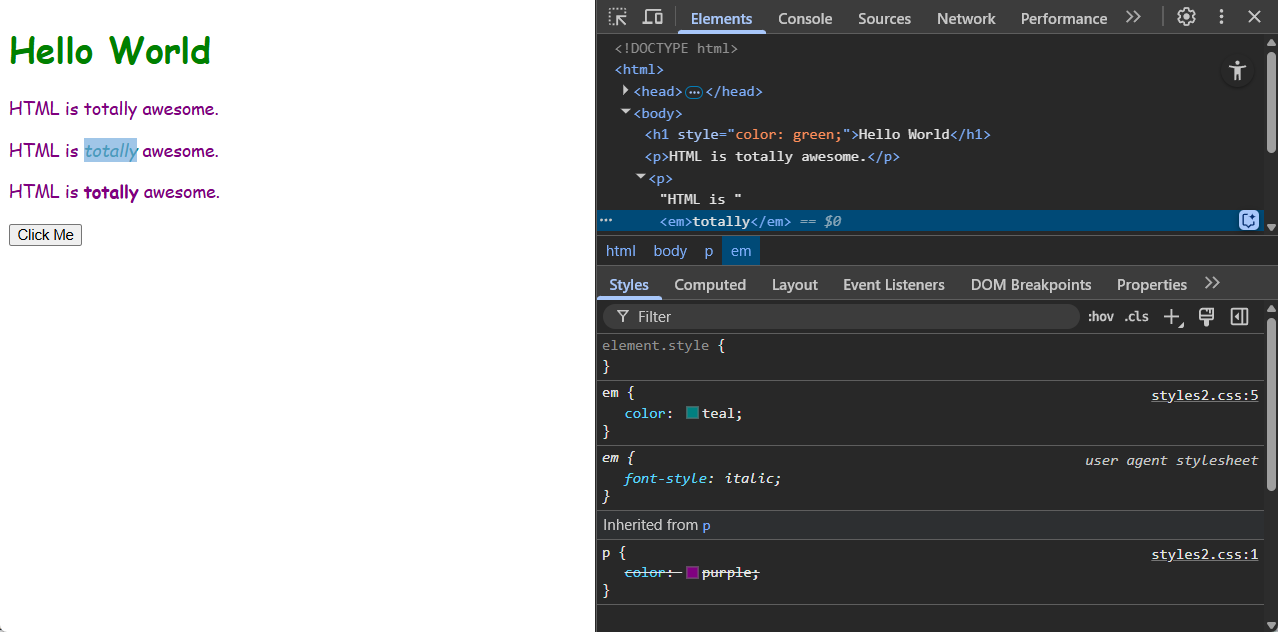 Hello World
HTML is totally awesome.
HTML is totally awesome.
HTML is totally awesome.
Click Me
Elements Console Sources Network Performance
<!DOCTYPE html>
<html>
<head> … </head>
<body>
<h1 style="color: green;">Hello World</h1>
<p>HTML is totally awesome.</p>
<p>
"HTML is "
… <em>totally</em> == $0
html body p em
Styles Computed Layout Event Listeners DOM Breakpoints Properties
Filter :hov .cls
element.style {
}
em { styles2.css:5
color: teal;
}
em { user agent stylesheet
font-style: italic;
}
Inherited from p
p { styles2.css:1
color: purple;
}